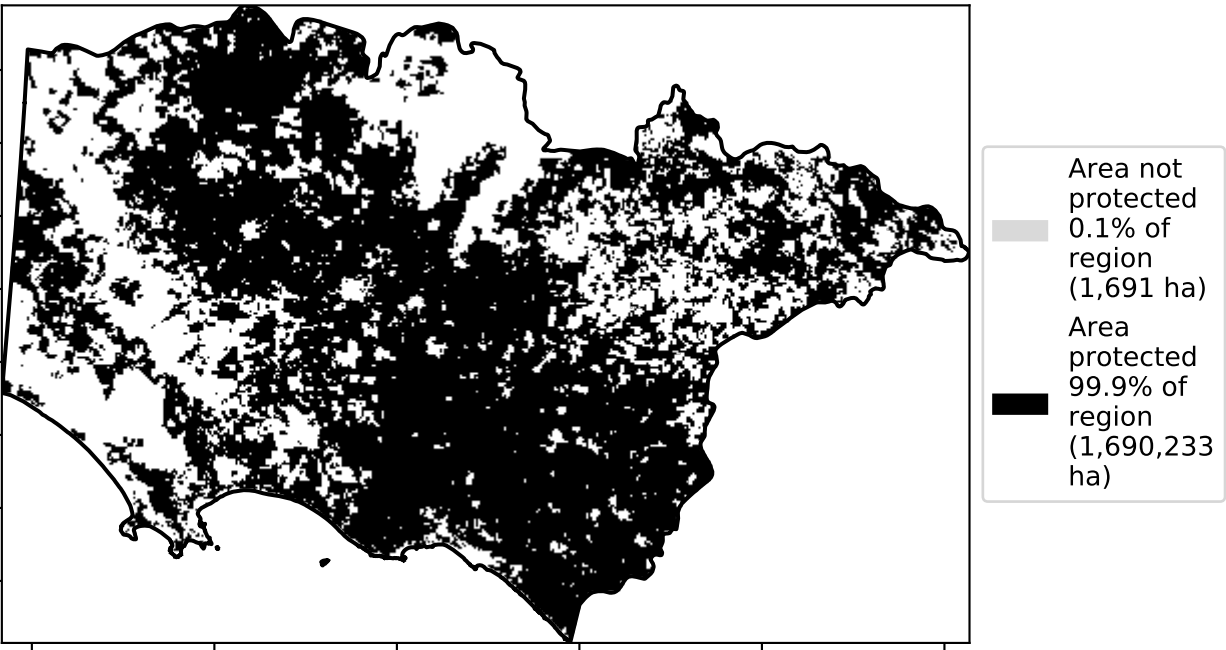 Area not
protected
0.1% of
region
(1,691 ha)
Area
protected
99.9% of
region
(1,690,233
ha)